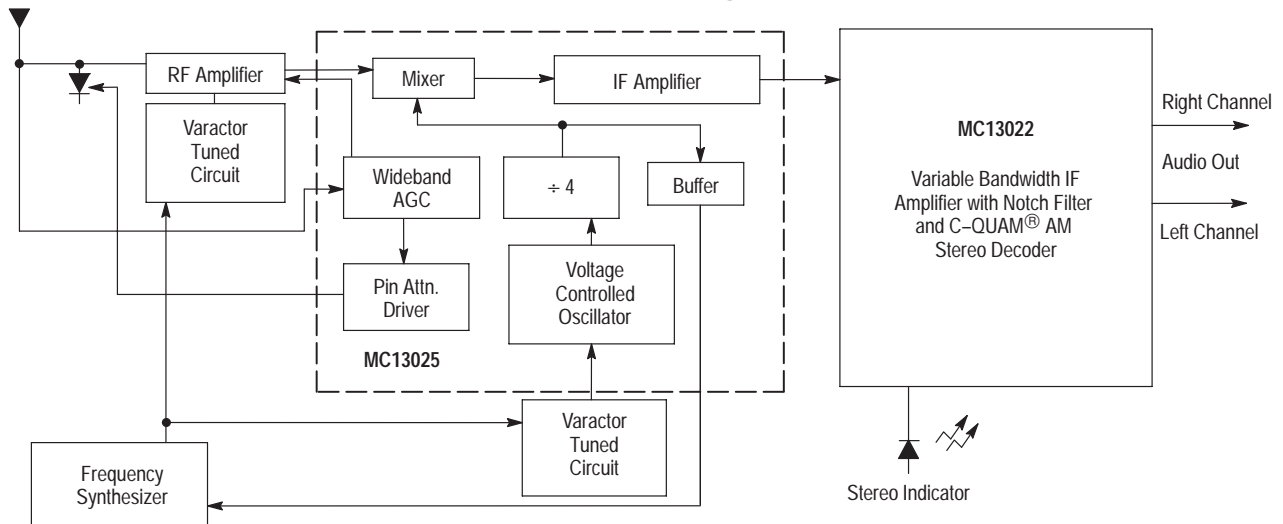 RF Amplifier
Mixer
IF Amplifier
Varactor
Tuned
Circuit
Wideband
AGC
÷ 4
Buffer
Pin Attn.
Driver
Voltage
Controlled
Oscillator
MC13025
Varactor
Tuned
Circuit
Frequency
Synthesizer
MC13022
Variable Bandwidth IF
Amplifier with Notch Filter
and C–QUAM® AM
Stereo Decoder
Right Channel
Audio Out
Left Channel
Stereo Indicator